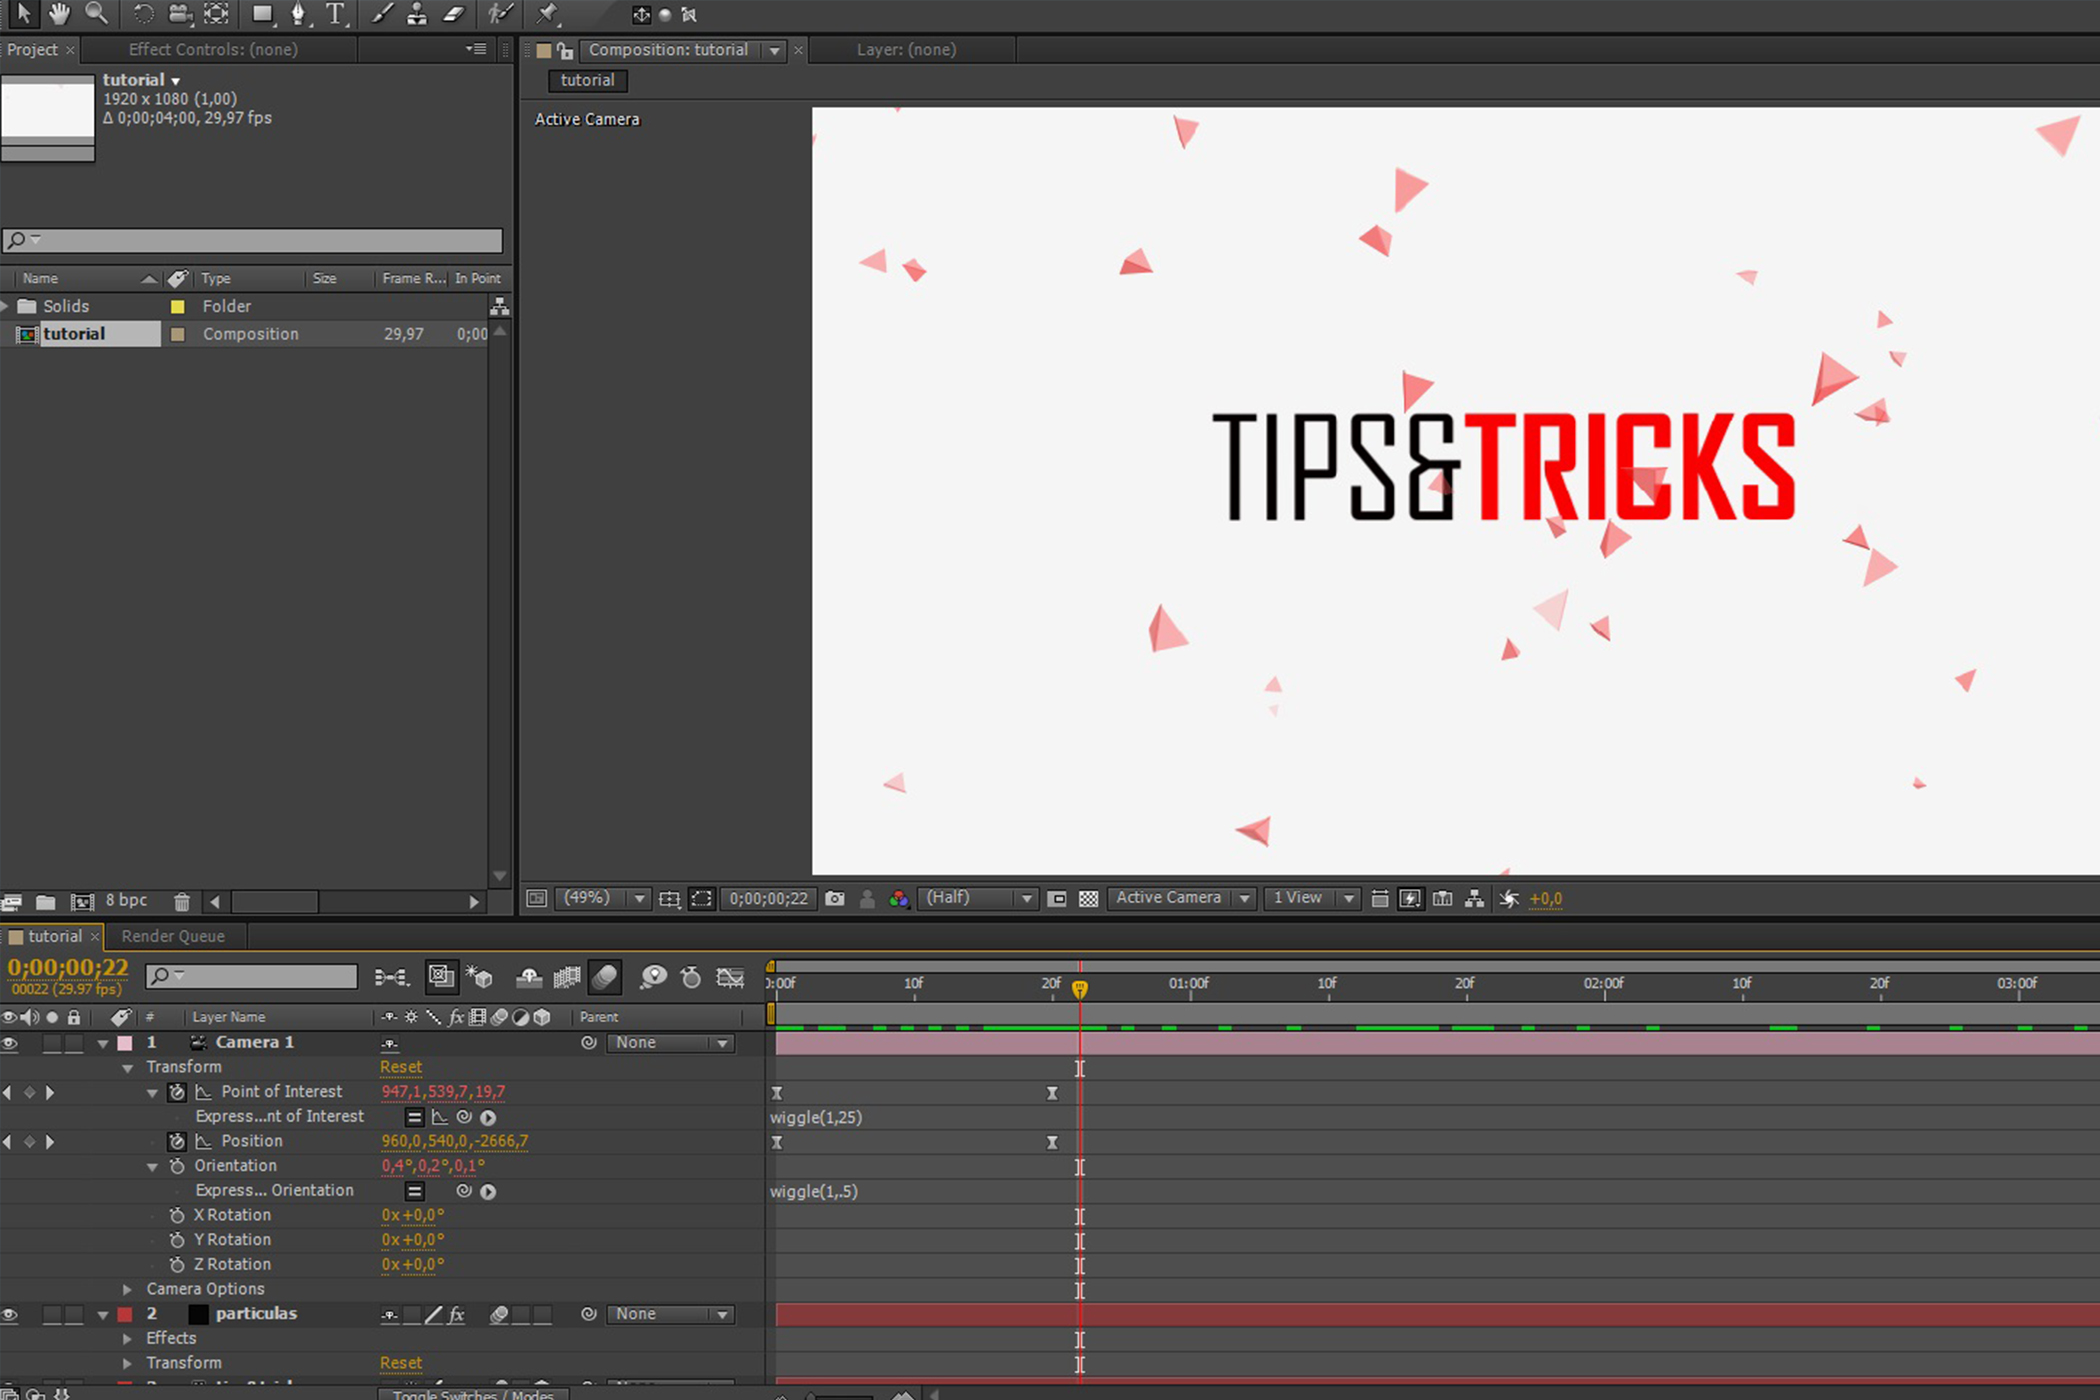 T
Project × Effect Controls: (none)
Composition: tutorial × Layer: (none)
tutorial
1920 x 1080 (1,00)
Δ 0;00;04;00, 29,97 fps
tutorial
Active Camera
Name Type Size Frame R... In Point
Solids Folder
tutorial Composition 29,97 0;00
TIPS&TRICKS
8 bpc
(49%) 0;00;00;22 (Half) Active Camera 1 View +0,0
tutorial × Render Queue
0;00;00;22
00022 (29.97 fps)
0:00f 10f 20f 01:00f 10f 20f 02:00f 10f 20f 03:00f
# Layer Name fx Parent
1 Camera 1 None
Transform Reset
Point of Interest 947,1,539,7,19,7
Express...nt of Interest wiggle(1,25)
Position 960,0,540,0,-2666,7
Orientation 0,4°,0,2°,0,1°
Express... Orientation wiggle(1,.5)
X Rotation 0x+0,0°
Y Rotation 0x+0,0°
Z Rotation 0x+0,0°
Camera Options
2 particulas fx None
Effects
Transform Reset
Toggle Switches / Modes